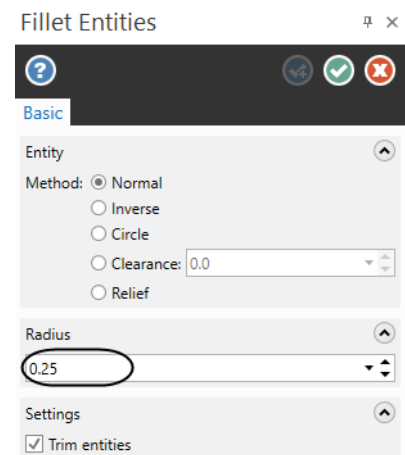 Fillet Entities
Basic
Entity
Method: Normal
Inverse
Circle
Clearance: 0.0
Relief
Radius
0.25
Settings
Trim entities